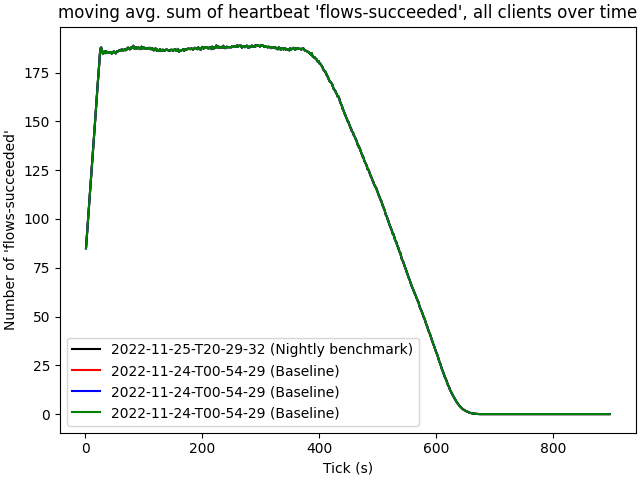 moving avg. sum of heartbeat 'flows-succeeded', all clients over time
Number of 'flows-succeeded'
175
150
125
100
75
50
25
0
2022-11-25-T20-29-32 (Nightly benchmark)
2022-11-24-T00-54-29 (Baseline)
2022-11-24-T00-54-29 (Baseline)
2022-11-24-T00-54-29 (Baseline)
0 200 400 600 800
Tick (s)